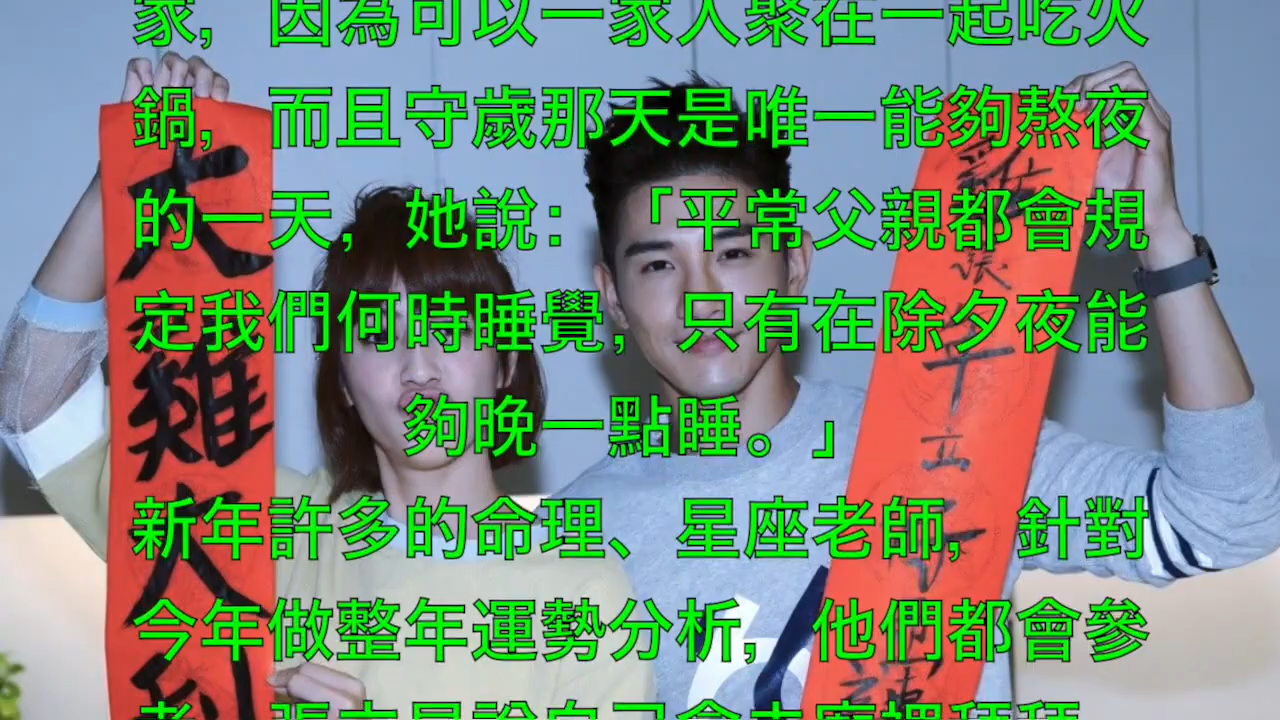 家，因為可以一家人聚在一起吃火
鍋，而且守歲那天是唯一能夠熬夜
的一天，她說：「平常父親都會規
定我們何時睡覺，只有在除夕夜能
夠晚一點睡。」
新年許多的命理、星座老師，針對
今年做整年運勢分析，他們都會參
大雞大利